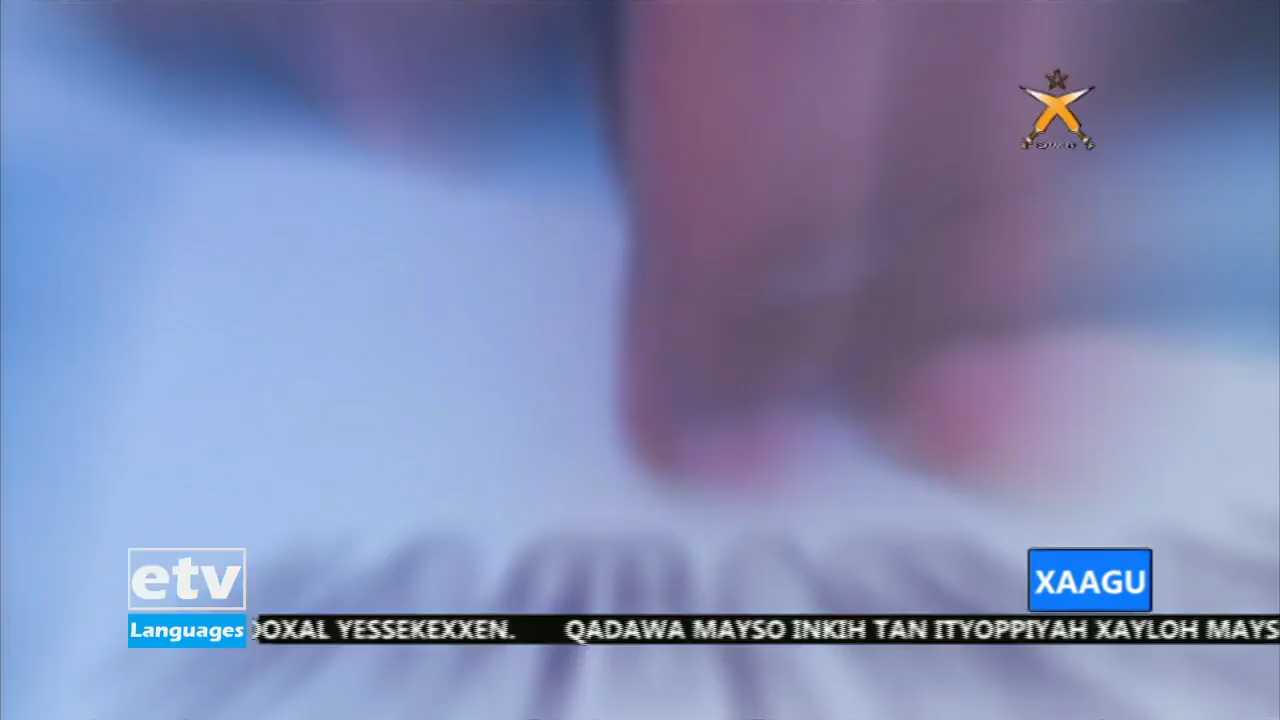 etv
Languages
XAAGU
OXAL YESSEKEXXEN. QADAWA MAYSO INKIH TAN ITYOPPIYAH XAYLOH MAYS